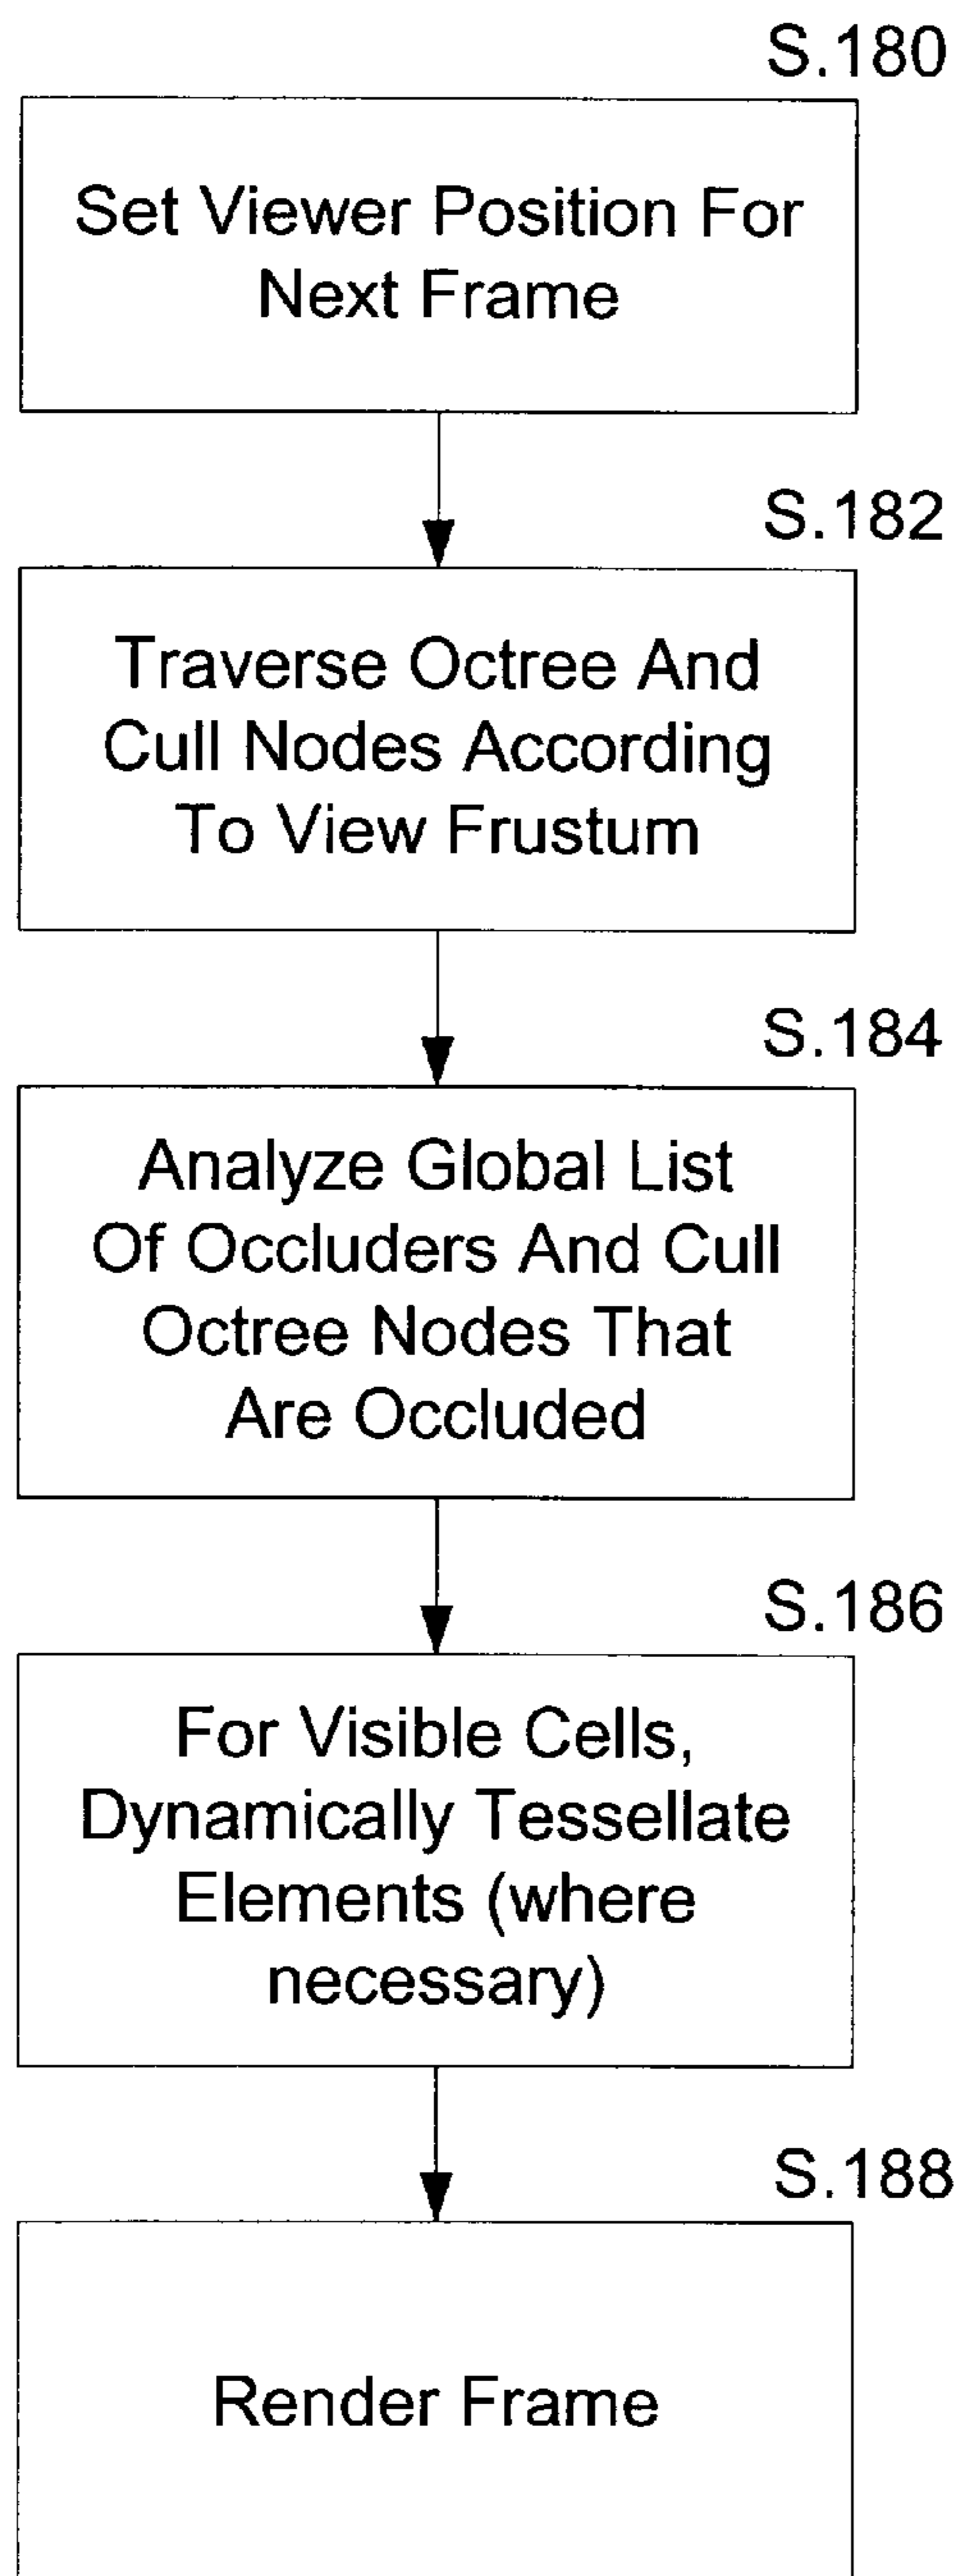 S.180
Set Viewer Position For
Next Frame
S.182
Traverse Octree And
Cull Nodes According
To View Frustum
S.184
Analyze Global List
Of Occluders And Cull
Octree Nodes That
Are Occluded
S.186
For Visible Cells,
Dynamically Tessellate
Elements (where
necessary)
S.188
Render Frame